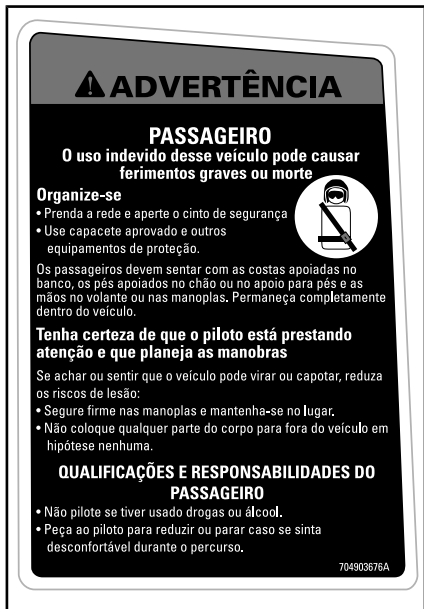 ADVERTÊNCIA
PASSAGEIRO
O uso indevido desse veículo pode causar
ferimentos graves ou morte
Organize-se
• Prenda a rede e aperte o cinto de segurança
• Use capacete aprovado e outros
equipamentos de proteção.
Os passageiros devem sentar com as costas apoiadas no
banco, os pés apoiados no chão ou no apoio para pés e as
mãos no volante ou nas manoplas. Permaneça completamente
dentro do veículo.
Tenha certeza de que o piloto está prestando
atenção e que planeja as manobras
Se achar ou sentir que o veículo pode virar ou capotar, reduza
os riscos de lesão:
• Segure firme nas manoplas e mantenha-se no lugar.
• Não coloque qualquer parte do corpo para fora do veículo em
hipótese nenhuma.
QUALIFICAÇÕES E RESPONSABILIDADES DO
PASSAGEIRO
• Não pilote se tiver usado drogas ou álcool.
• Peça ao piloto para reduzir ou parar caso se sinta
desconfortável durante o percurso.
704903676A